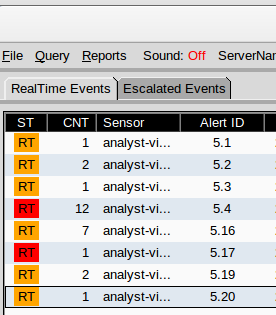 File Query Reports Sound: Off ServerNam
RealTime Events Escalated Events
ST CNT Sensor Alert ID
RT 1 analyst-vi... 5.1
RT 2 analyst-vi... 5.2
RT 1 analyst-vi... 5.3
RT 12 analyst-vi... 5.4
RT 7 analyst-vi... 5.16
RT 1 analyst-vi... 5.17
RT 2 analyst-vi... 5.19
RT 1 analyst-vi... 5.20